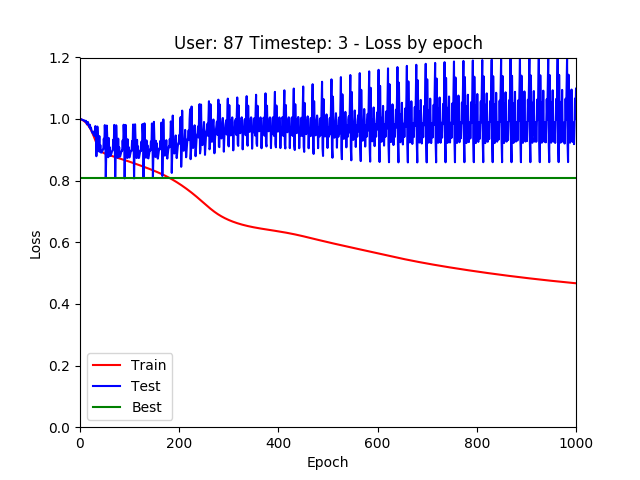 User: 87 Timestep: 3 - Loss by epoch
1.2
1.0
0.8
0.6
0.4
0.2
0.0
Loss
Train
Test
Best
0 200 400 600 800 1000
Epoch